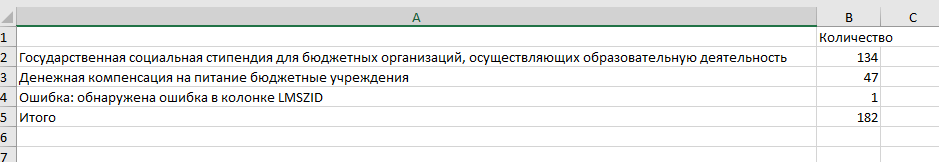 A B C
1 Количество
2 Государственная социальная стипендия для бюджетных организаций, осуществляющих образовательную деятельность 134
3 Денежная компенсация на питание бюджетные учреждения 47
4 Ошибка: обнаружена ошибка в колонке LMSZID 1
5 Итого 182
6
7